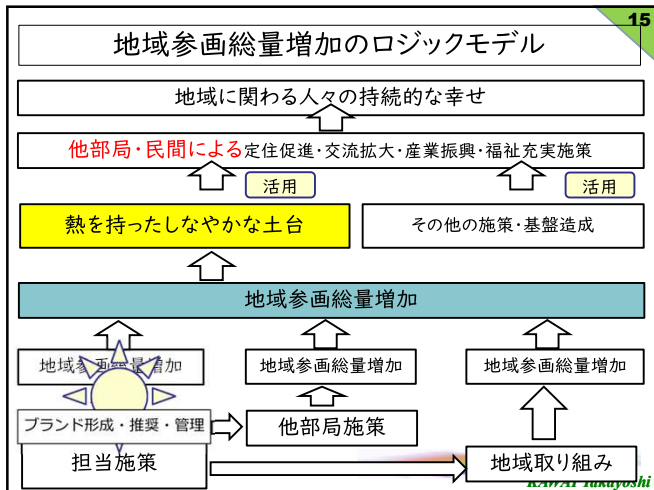 15
地域参画総量増加のロジックモデル
地域に関わる人々の持続的な幸せ
他部局・民間による定住促進・交流拡大・産業振興・福祉充実施策
活用
活用
熱を持ったしなやかな土台
その他の施策・基盤造成
地域参画総量増加
地域参画総量増加
地域参画総量増加
地域参画総量増加
ブランド形成・推奨・管理
他部局施策
担当施策
地域取り組み
KAWAI Takayoshi